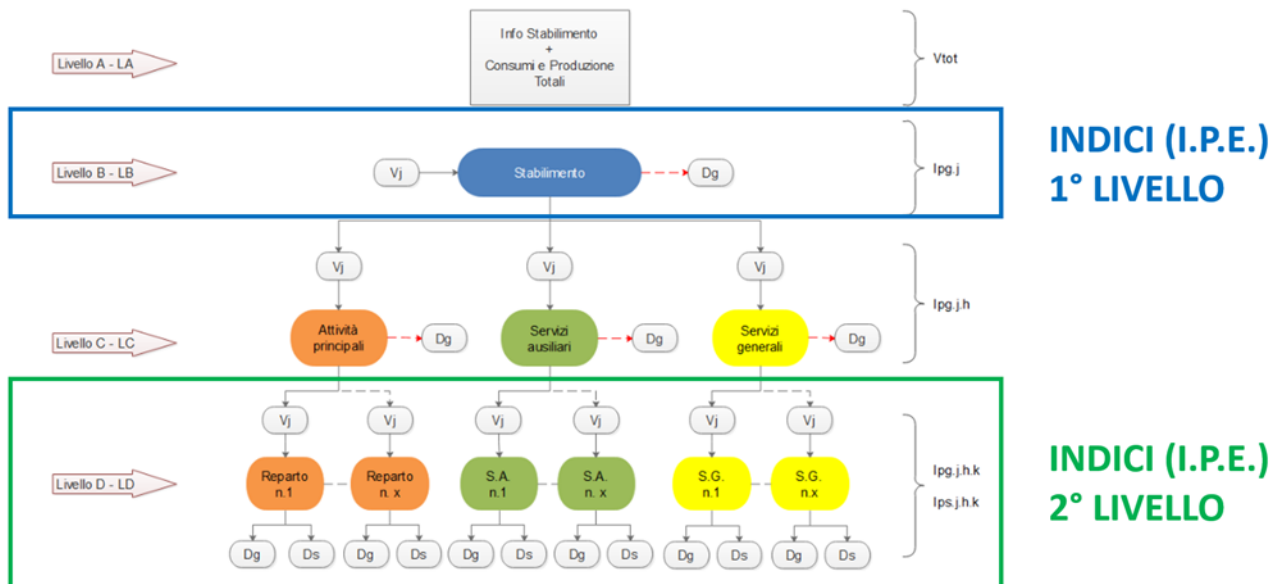 Info Stabilimento
+
Consumi e Produzione
Totali
Livello A - LA
Vtot
INDICI (I.P.E.)
1° LIVELLO
Livello B - LB
Vj
Stabilimento
Dg
Ipg.j
Vj
Vj
Vj
Livello C - LC
Attività
principali
Dg
Servizi
ausiliari
Dg
Servizi
generali
Dg
Ipg.j.h
Vj
Vj
Vj
Vj
Vj
Vj
Livello D - LD
Reparto
n.1
Reparto
n. x
S.A.
n.1
S.A.
n. x
S.G.
n.1
S.G.
n.x
Ipg.j.h.k
Ips.j.h.k
INDICI (I.P.E.)
2° LIVELLO
Dg
Ds
Dg
Ds
Dg
Ds
Dg
Ds
Dg
Ds
Dg
Ds